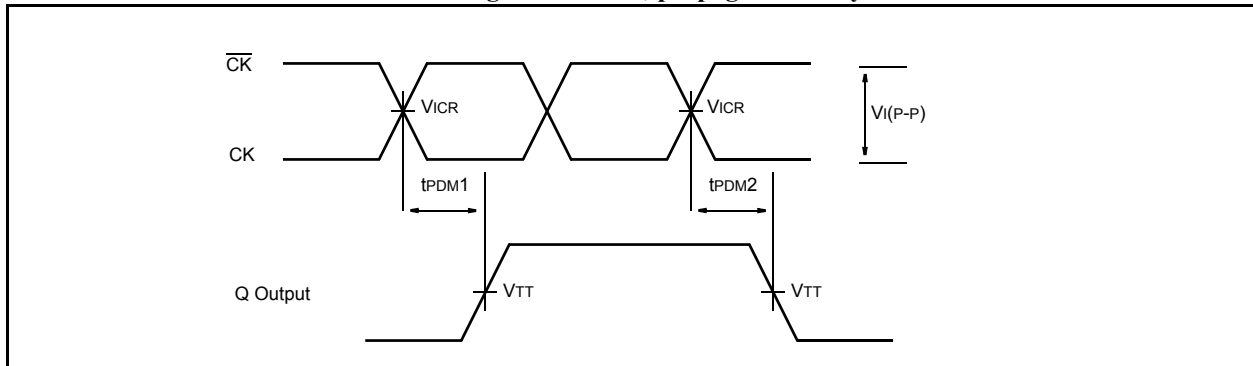 CK
VICR
VICR
VI(P-P)
CK
tPDM1
tPDM2
Q Output
VTT
VTT